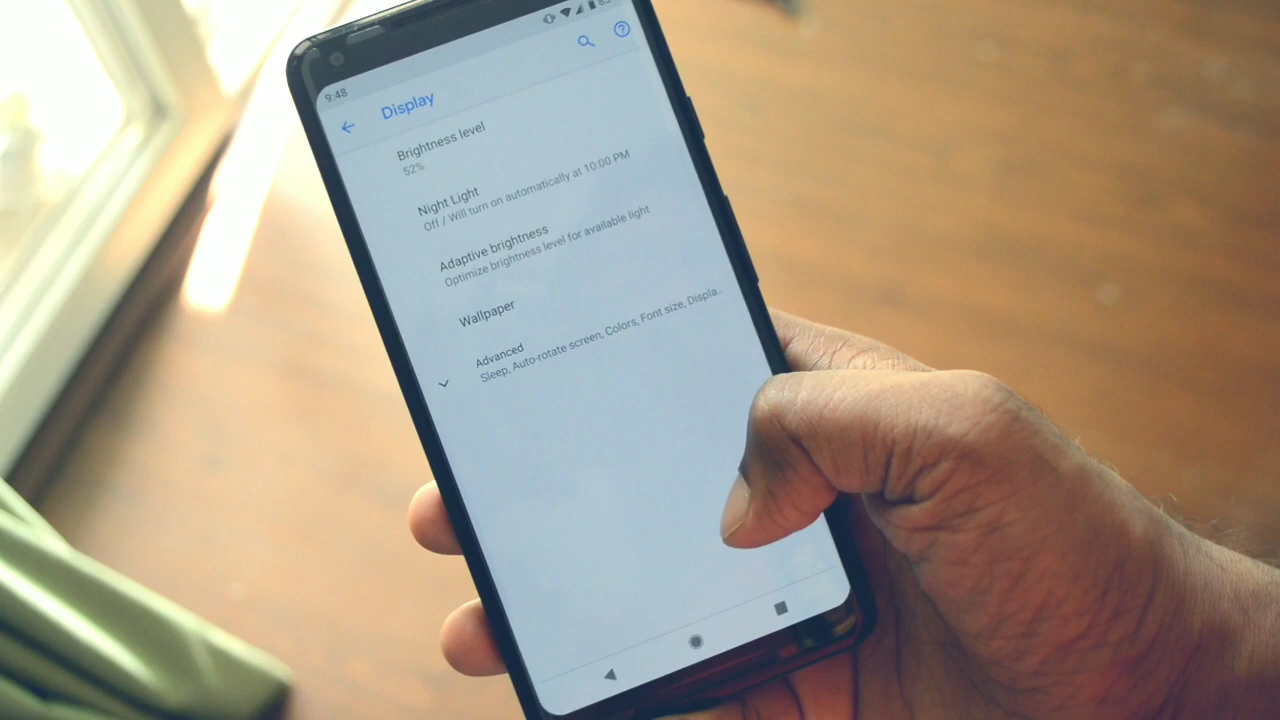 9:48
Display
Brightness level
52%
Night Light
Off / Will turn on automatically at 10:00 PM
Adaptive brightness
Optimize brightness level for available light
Wallpaper
Advanced
Sleep, Auto-rotate screen, Colors, Font size, Displa..